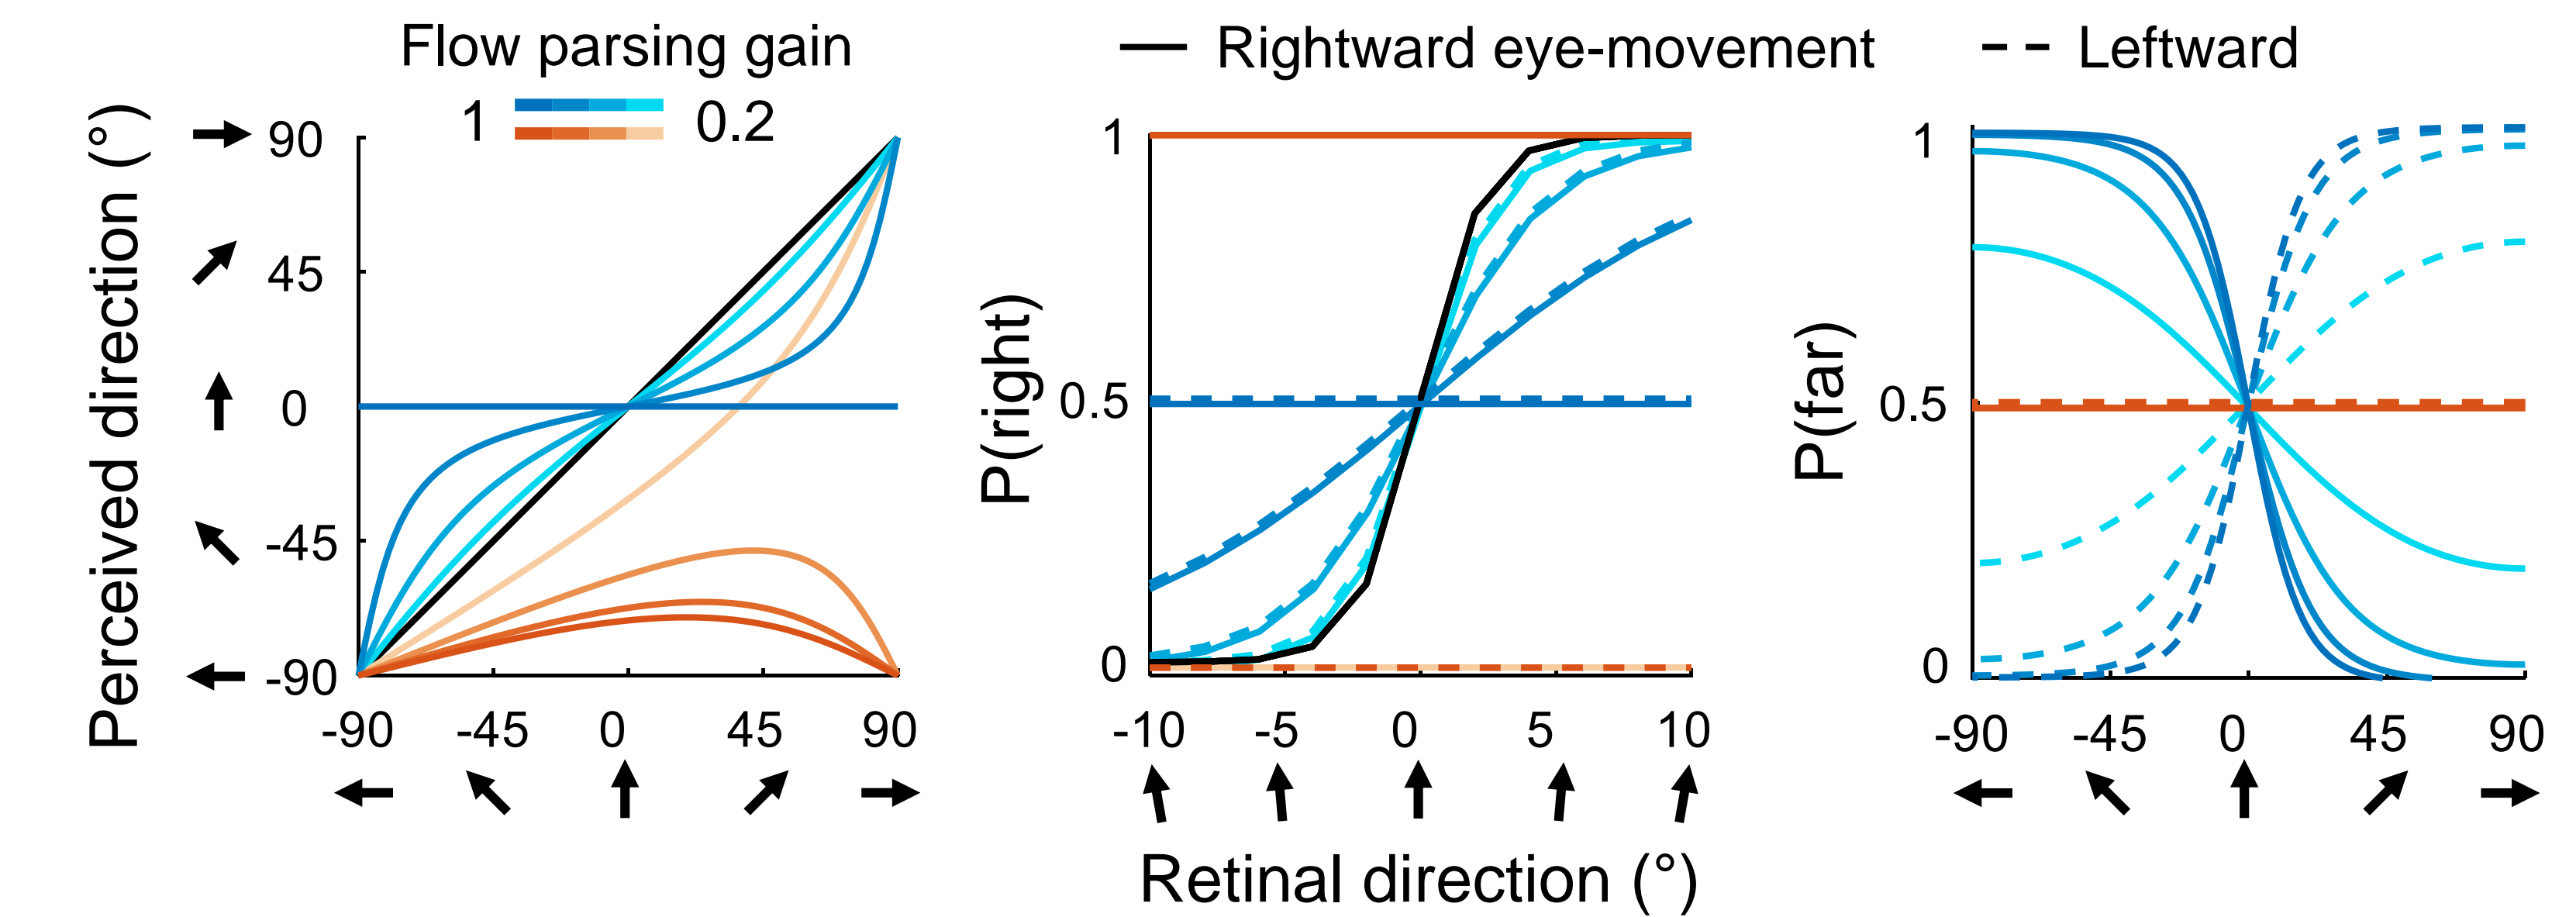 Flow parsing gain
1 0.2
Rightward eye-movement
Leftward
Perceived direction (°)
90
45
0
-45
-90
-90 -45 0 45 90
P(right)
1
0.5
0
-10 -5 0 5 10
P(far)
1
0.5
0
-90 -45 0 45 90
Retinal direction (°)